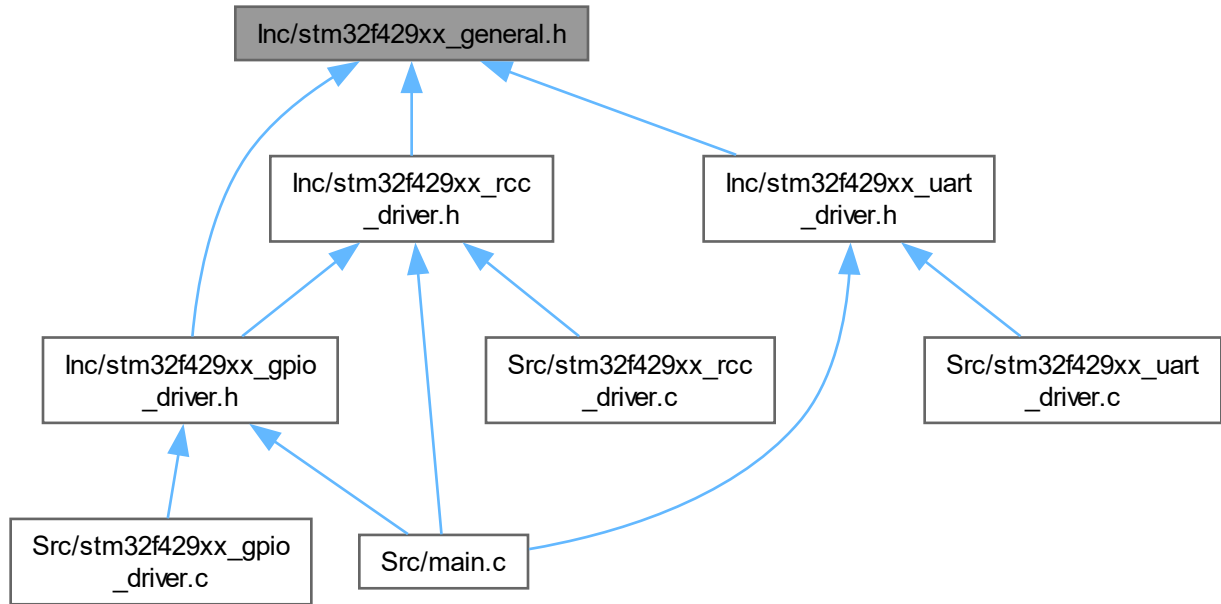 Inc/stm32f429xx_general.h
Inc/stm32f429xx_rcc
_driver.h
Inc/stm32f429xx_uart
_driver.h
Inc/stm32f429xx_gpio
_driver.h
Src/stm32f429xx_rcc
_driver.c
Src/stm32f429xx_uart
_driver.c
Src/stm32f429xx_gpio
_driver.c
Src/main.c